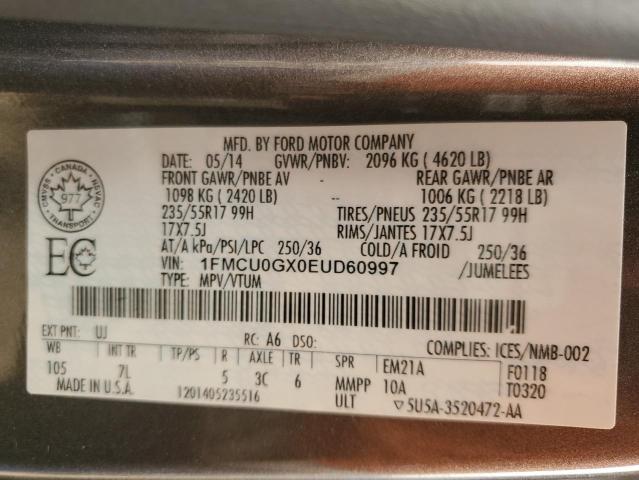 MFD. BY FORD MOTOR COMPANY
DATE: 05/14 GVWR/PNBV: 2096 KG ( 4620 LB)
FRONT GAWR/PNBE AV - REAR GAWR/PNBE AR
1098 KG ( 2420 LB) -- 1006 KG ( 2218 LB)
235/55R17 99H TIRES/PNEUS 235/55R17 99H
17X7.5J RIMS/JANTES 17X7.5J
AT/A kPa/PSI/LPC 250/36 COLD/A FROID 250/36
VIN: 1FMCU0GX0EUD60997 /JUMELEES
TYPE: MPV/VTUM
CANADA
CMVSS NSVAC
977
TRANSPORT
EC
EXT PNT: UJ RC: A6 DSO:
COMPLIES: ICES/NMB-002
WB INT TR TP/PS R AXLE TR SPR EM21A F0118
105 7L 5 3C 6 MMPP 10A T0320
MADE IN U.S.A. 1201405235516 ULT ▽5U5A-3520472-AA